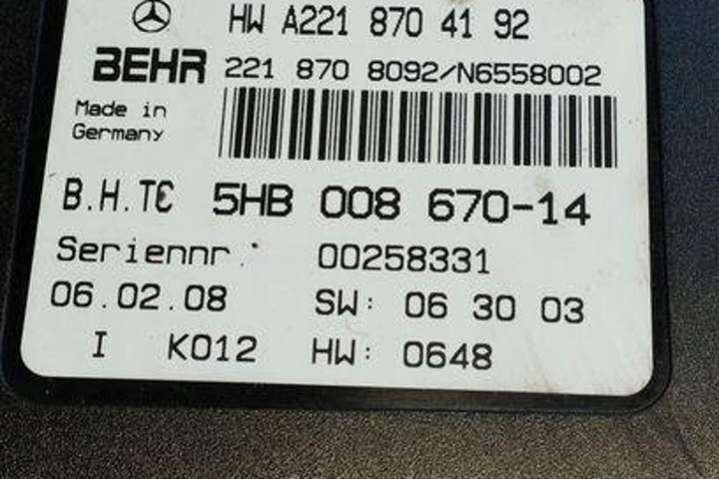 HW A221 870 41 92
BEHR 221 870 8092/N6558002
Made in
Germany
B.H.TC 5HB 008 670-14
Seriennr. 00258331
06.02.08 SW: 06 30 03
I K012 HW: 0648